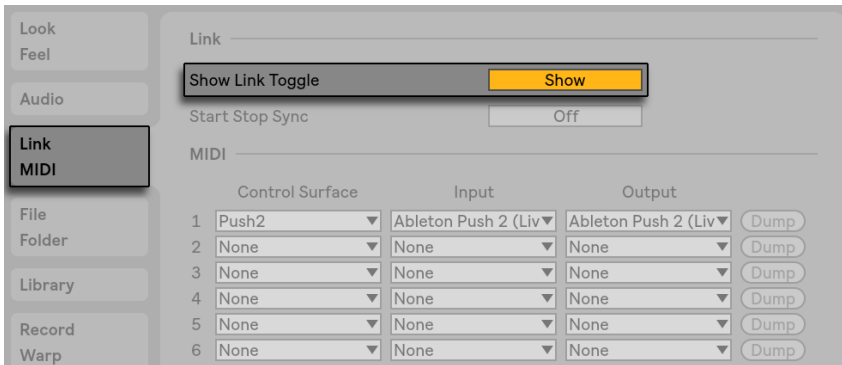 Look
Feel
Audio
Link
MIDI
File
Folder
Library
Record
Warp
Link
Show Link Toggle Show
Start Stop Sync Off
MIDI
Control Surface Input Output
1 Push2 Ableton Push 2 (Liv Ableton Push 2 (Liv Dump
2 None None None Dump
3 None None None Dump
4 None None None Dump
5 None None None Dump
6 None None None Dump